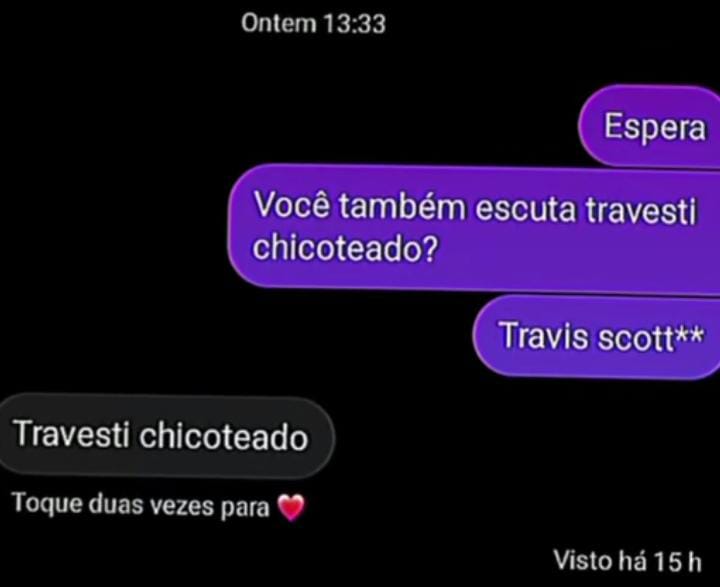 Ontem 13:33
Espera
Você também escuta travesti
chicoteado?
Travis scott**
Travesti chicoteado
Toque duas vezes para ❤️
Visto há 15 h